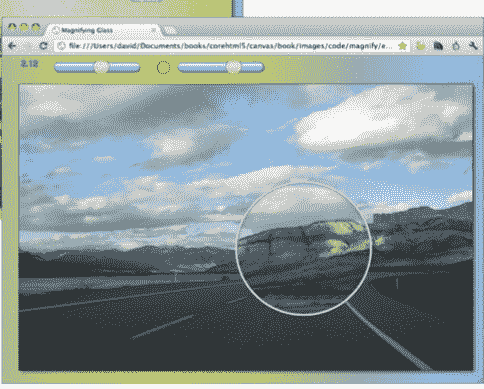 Magnifying Glass
file:///Users/david/Documents/books/corehtml5/canvas/book/images/code/magnify/e...
2.12